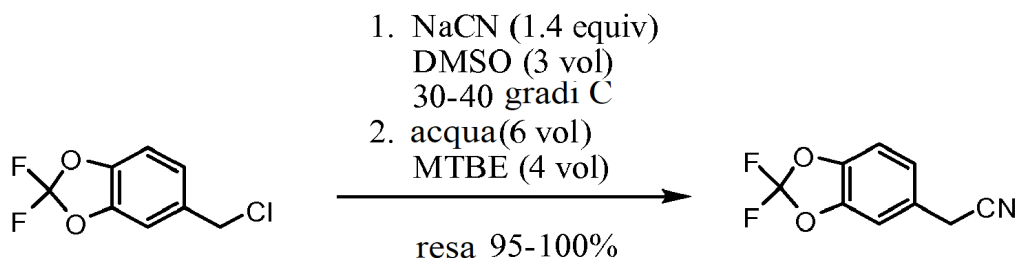 1. NaCN (1.4 equiv)
DMSO (3 vol)
30-40 gradi C
2. acqua(6 vol)
MTBE (4 vol)
F
F
O
O
Cl
resa 95-100%
F
F
O
O
CN